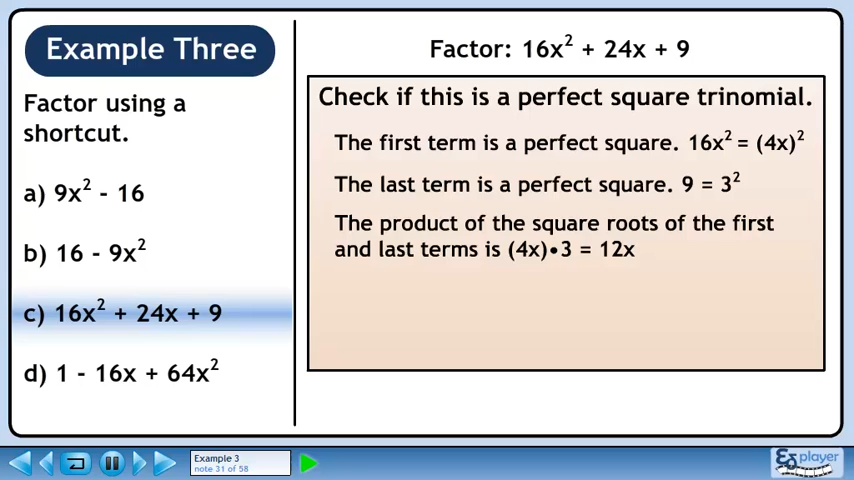 Example Three
Factor using a
shortcut.
a) 9x² - 16
b) 16 - 9x²
c) 16x² + 24x + 9
d) 1 - 16x + 64x²
Factor: 16x² + 24x + 9
Check if this is a perfect square trinomial.
The first term is a perfect square. 16x² = (4x)²
The last term is a perfect square. 9 = 3²
The product of the square roots of the first
and last terms is (4x)•3 = 12x
Example 3
note 31 of 58
player